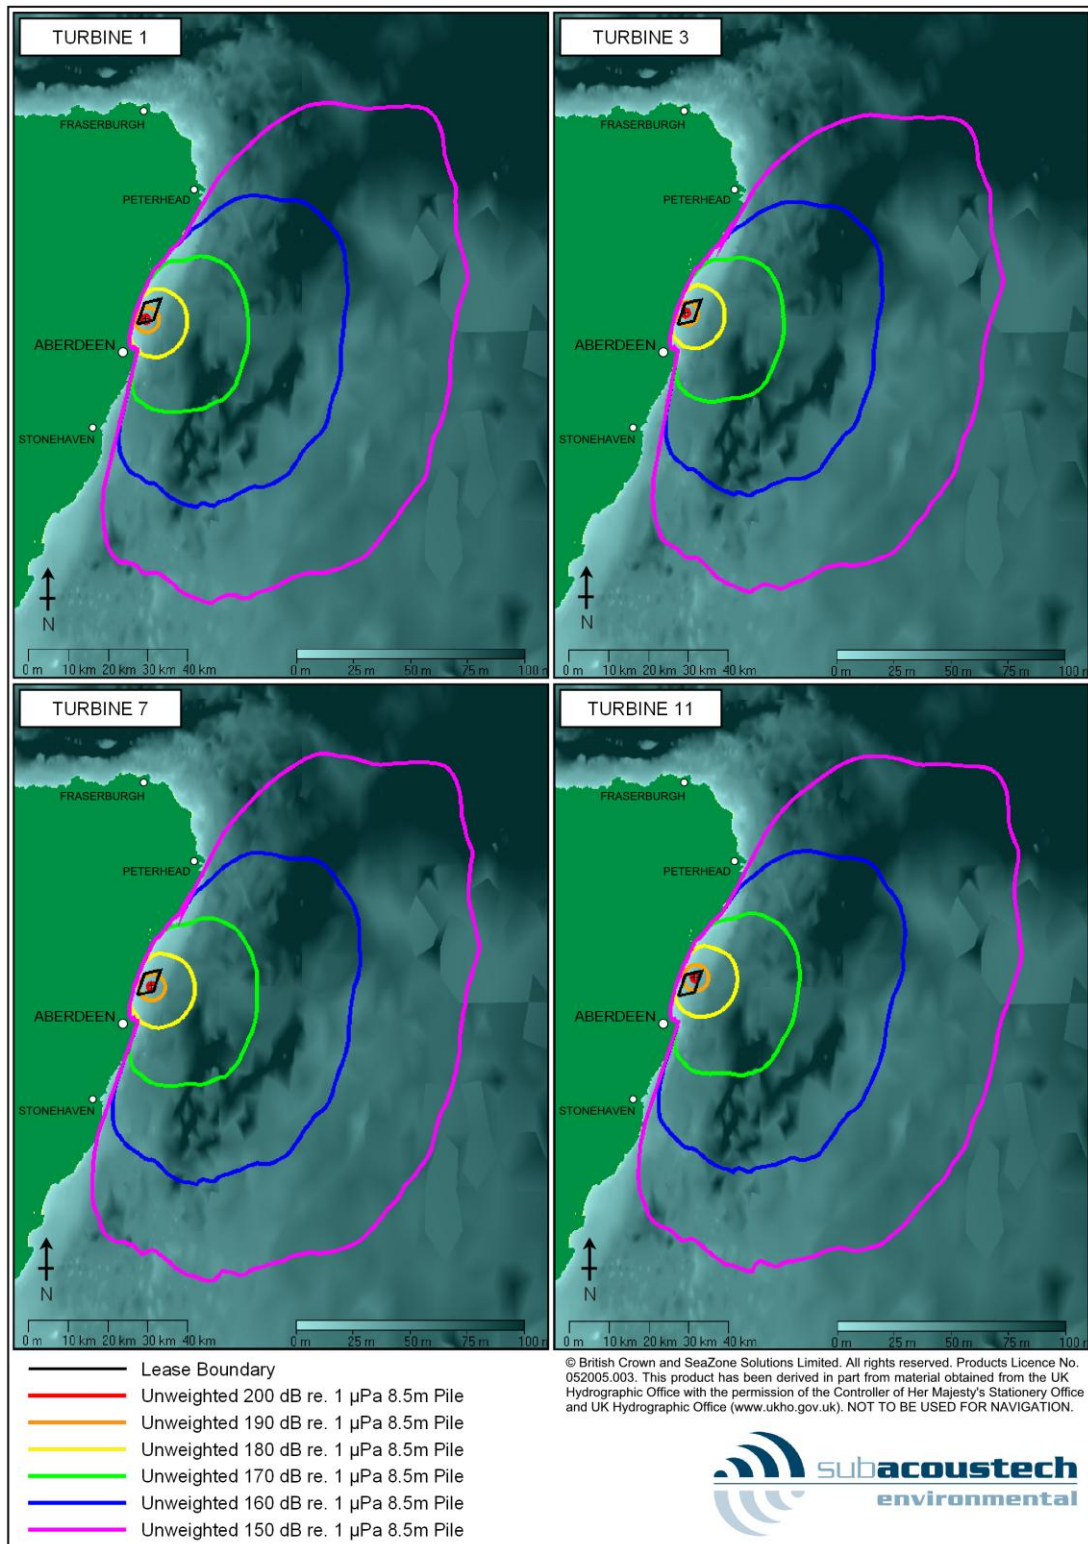 TURBINE 1
FRASERBURGH
PETERHEAD
ABERDEEN
STONEHAVEN
N
0 m 10 km 20 km 30 km 40 km
0 m 25 m 50 m 75 m 100 m
TURBINE 3
FRASERBURGH
PETERHEAD
ABERDEEN
STONEHAVEN
N
0 m 10 km 20 km 30 km 40 km
0 m 25 m 50 m 75 m 100 m
TURBINE 7
FRASERBURGH
PETERHEAD
ABERDEEN
STONEHAVEN
N
0 m 10 km 20 km 30 km 40 km
0 m 25 m 50 m 75 m 100 m
TURBINE 11
FRASERBURGH
PETERHEAD
ABERDEEN
STONEHAVEN
N
0 m 10 km 20 km 30 km 40 km
0 m 25 m 50 m 75 m 100 m
Lease Boundary
Unweighted 200 dB re. 1 µPa 8.5m Pile
Unweighted 190 dB re. 1 µPa 8.5m Pile
Unweighted 180 dB re. 1 µPa 8.5m Pile
Unweighted 170 dB re. 1 µPa 8.5m Pile
Unweighted 160 dB re. 1 µPa 8.5m Pile
Unweighted 150 dB re. 1 µPa 8.5m Pile
© British Crown and SeaZone Solutions Limited. All rights reserved. Products Licence No.
052005.003. This product has been derived in part from material obtained from the UK
Hydrographic Office with the permission of the Controller of Her Majesty's Stationery Office
and UK Hydrographic Office (www.ukho.gov.uk). NOT TO BE USED FOR NAVIGATION.
subacoustech
environmental